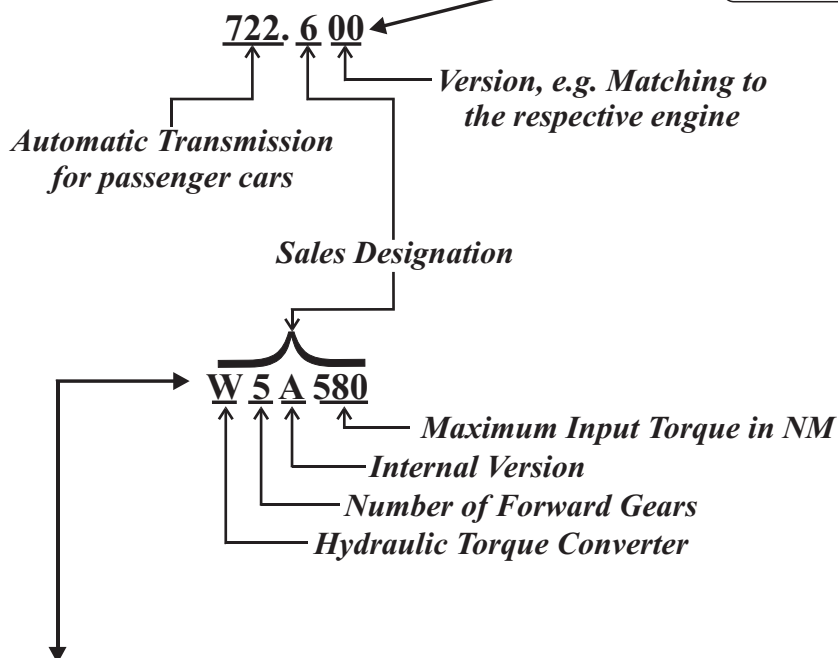 722. 6 00
Version, e.g. Matching to
the respective engine
Automatic Transmission
for passenger cars
Sales Designation
W 5 A 580
Maximum Input Torque in NM
Internal Version
Number of Forward Gears
Hydraulic Torque Converter